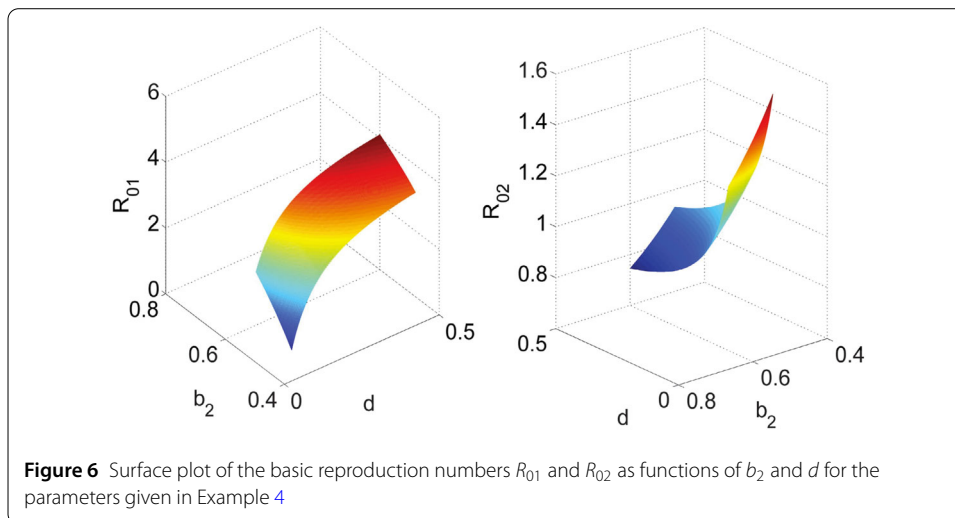 6
4
2
0
0.8
0.6
0.4
0
0.5
R01
b2
d
1.6
1.4
1.2
1
0.8
0.5
0
0.8
0.6
0.4
R02
d
b2
Figure 6 Surface plot of the basic reproduction numbers R01 and R02 as functions of b2 and d for the
parameters given in Example 4